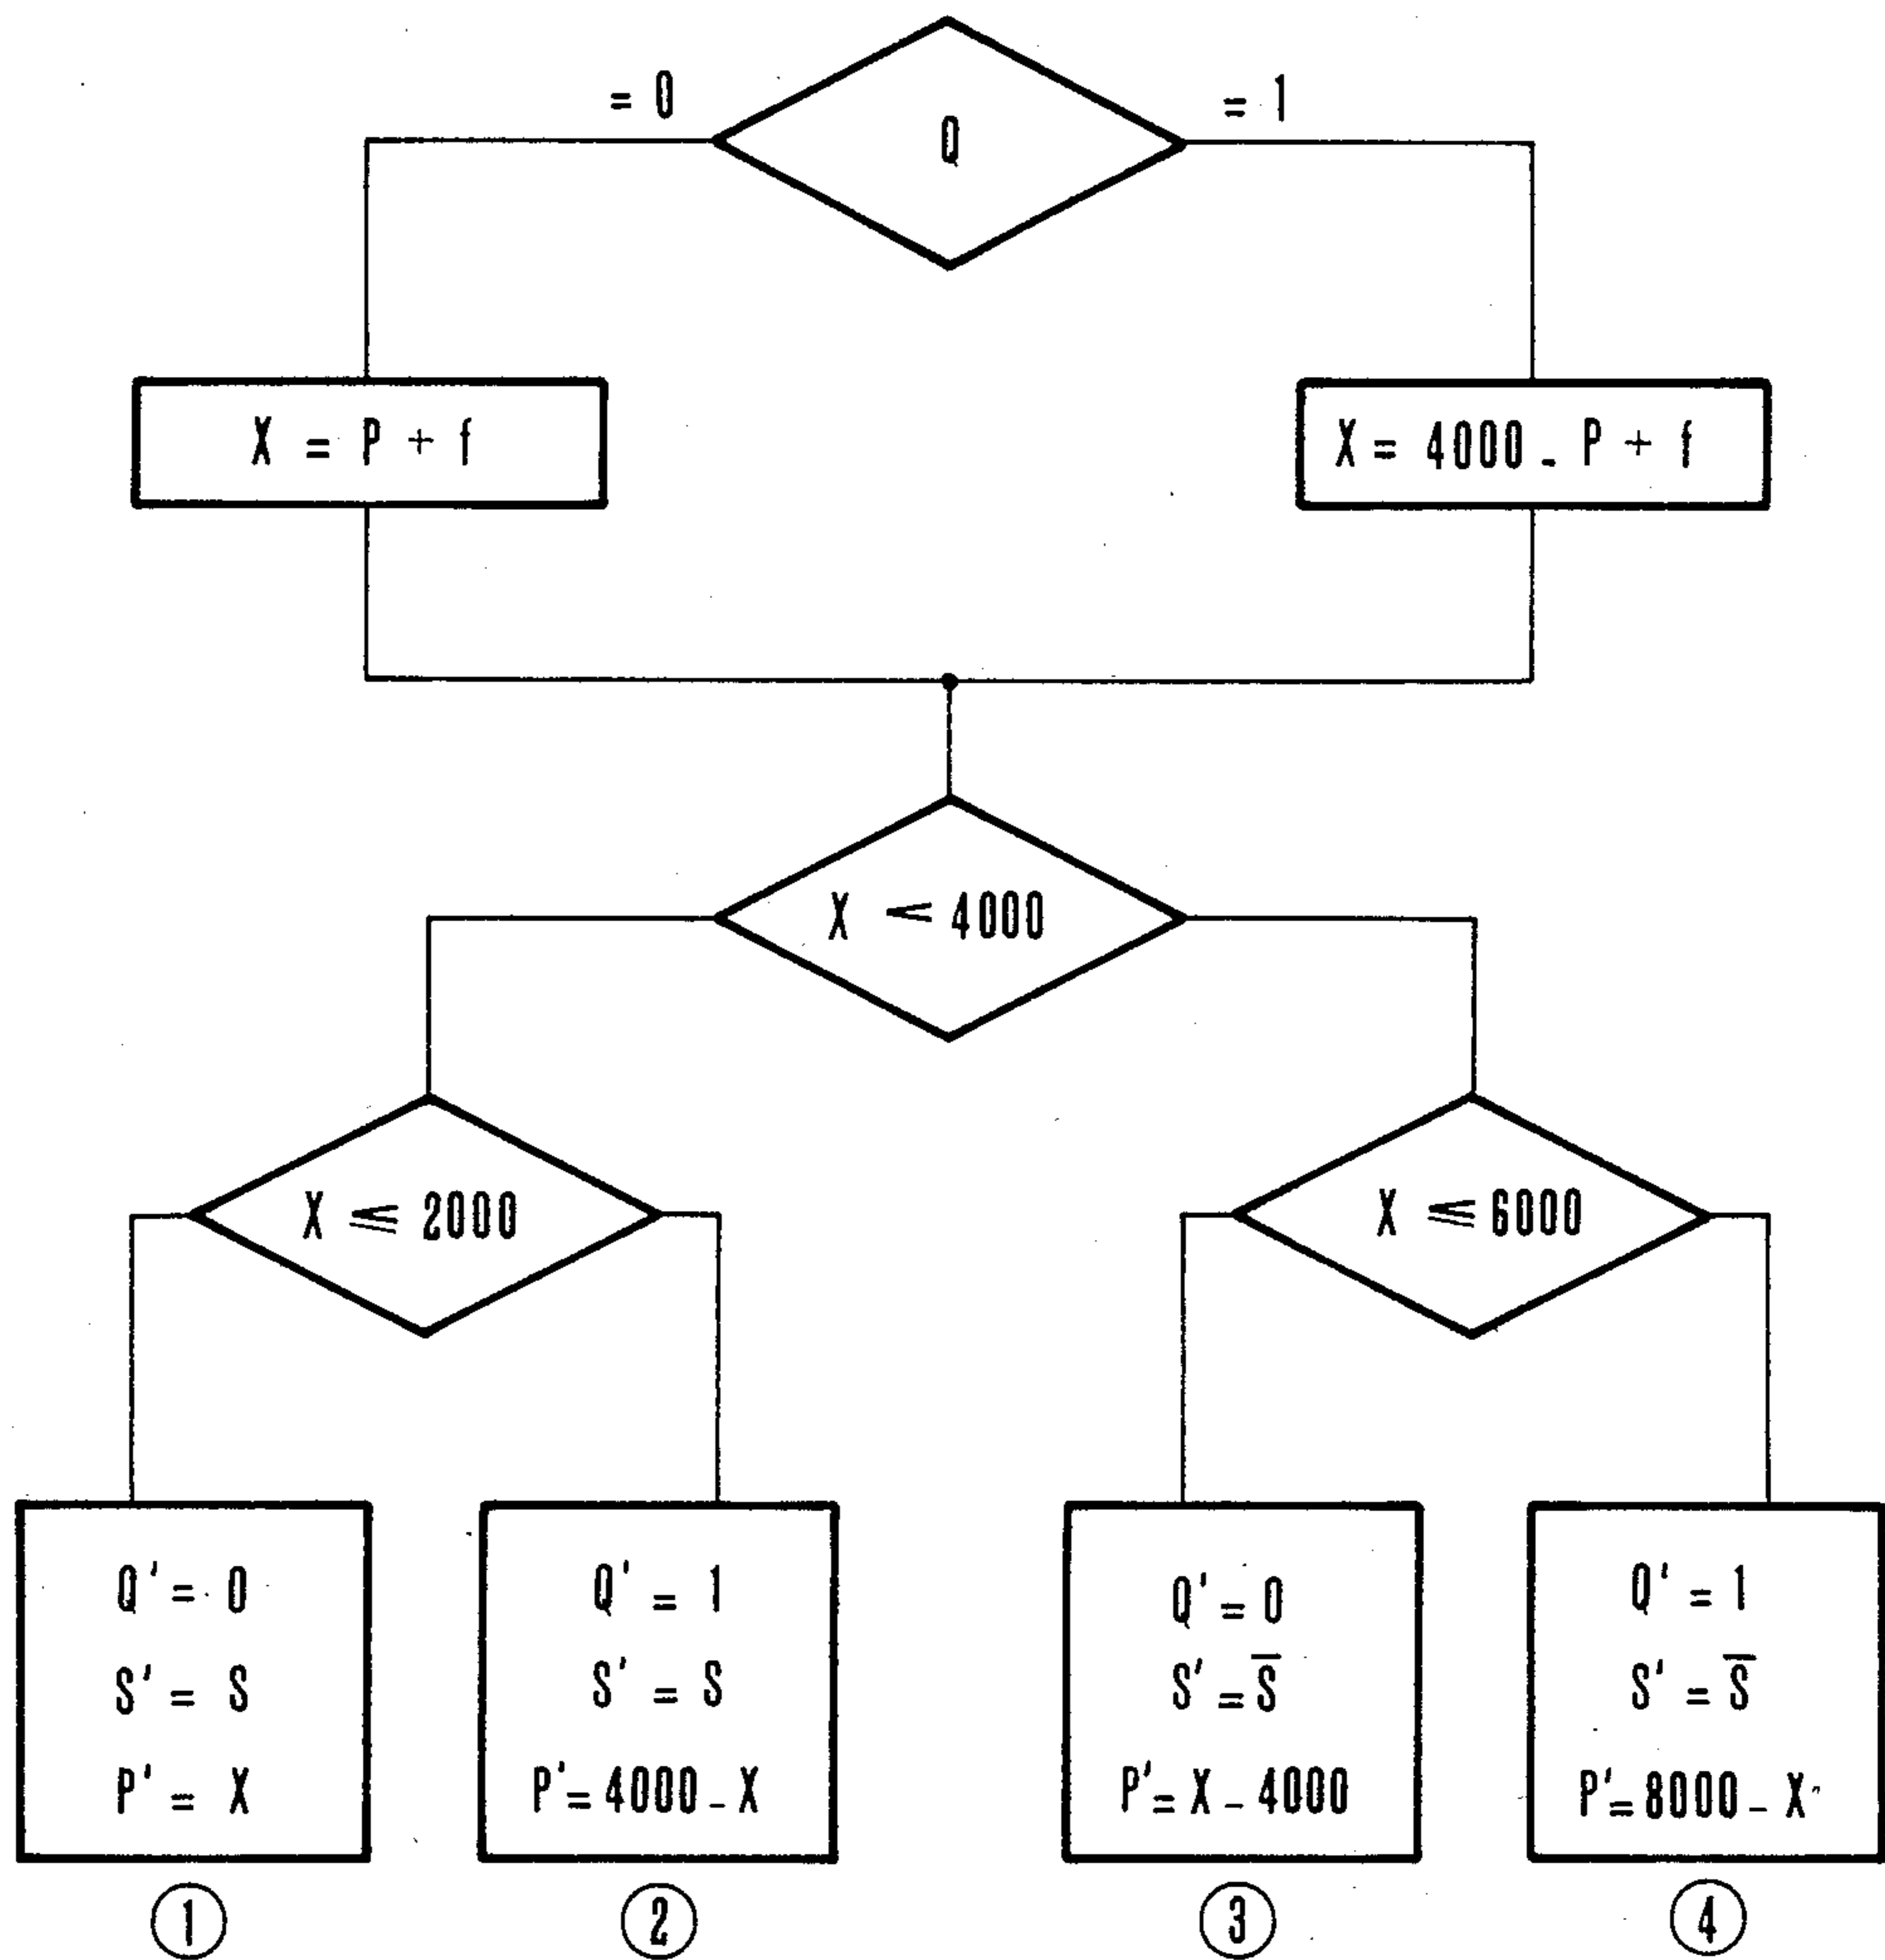 = 0
Q
= 1
X = P + f
X = 4000 - P + f
X < 4000
X ≦ 2000
X ≦ 6000
Q' = 0
S' = S
P' = X
Q' = 1
S' = S
P' = 4000 - X
Q' = 0
S' = S̅
P' = X - 4000
Q' = 1
S' = S̅
P' = 8000 - X
①
②
③
④